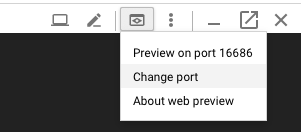 Preview on port 16686
Change port
About web preview